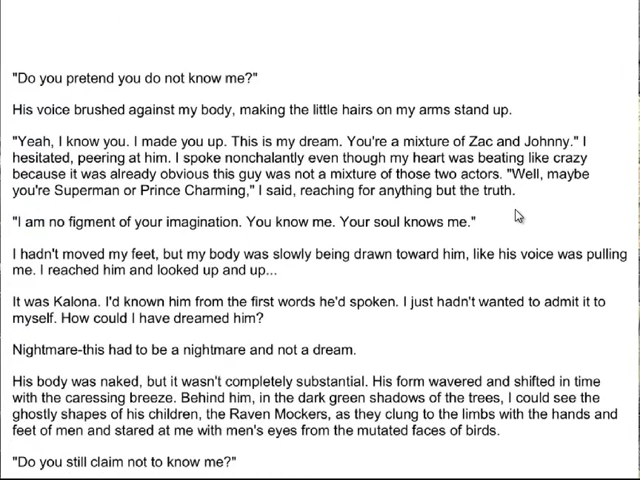 "Do you pretend you do not know me?"
His voice brushed against my body, making the little hairs on my arms stand up.
"Yeah, I know you. I made you up. This is my dream. You're a mixture of Zac and Johnny." I
hesitated, peering at him. I spoke nonchalantly even though my heart was beating like crazy
because it was already obvious this guy was not a mixture of those two actors. "Well, maybe
you're Superman or Prince Charming," I said, reaching for anything but the truth.
"I am no figment of your imagination. You know me. Your soul knows me."
I hadn't moved my feet, but my body was slowly being drawn toward him, like his voice was pulling
me. I reached him and looked up and up...
It was Kalona. I'd known him from the first words he'd spoken. I just hadn't wanted to admit it to
myself. How could I have dreamed him?
Nightmare-this had to be a nightmare and not a dream.
His body was naked, but it wasn't completely substantial. His form wavered and shifted in time
with the caressing breeze. Behind him, in the dark green shadows of the trees, I could see the
ghostly shapes of his children, the Raven Mockers, as they clung to the limbs with the hands and
feet of men and stared at me with men's eyes from the mutated faces of birds.
"Do you still claim not to know me?"